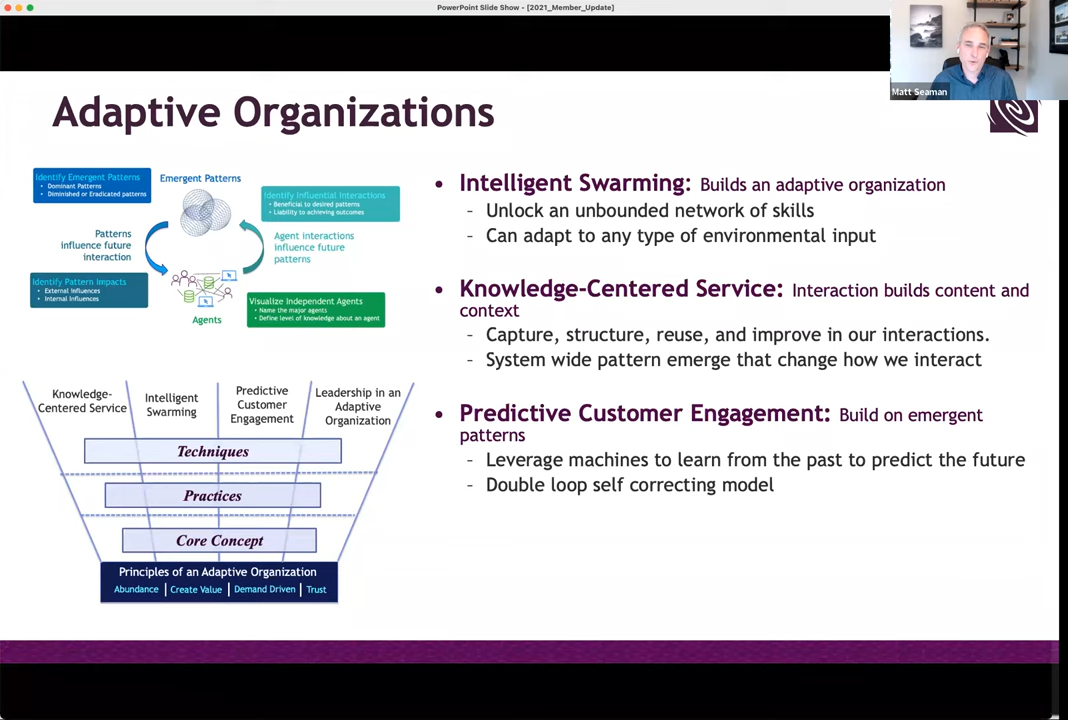 PowerPoint Slide Show - [2021_Member_Update]
Matt Seaman
Adaptive Organizations
Identify Emergent Patterns
• Dominant Patterns
• Diminished or Eradicated patterns
Emergent Patterns
Identify Influential Interactions
• Beneficial to desired patterns
• Liability to achieving outcomes
Patterns
influence future
interaction
Agent interactions
influence future
patterns
Identify Pattern Impacts
• External Influences
• Internal Influences
Visualize Independent Agents
• Name the major agents
• Define level of knowledge about an agent
Agents
Knowledge-
Centered Service
Intelligent
Swarming
Predictive
Customer
Engagement
Leadership in an
Adaptive
Organization
Techniques
Practices
Core Concept
Principles of an Adaptive Organization
Abundance | Create Value | Demand Driven | Trust
• Intelligent Swarming: Builds an adaptive organization
- Unlock an unbounded network of skills
- Can adapt to any type of environmental input
• Knowledge-Centered Service: Interaction builds content and
context
- Capture, structure, reuse, and improve in our interactions.
- System wide pattern emerge that change how we interact
• Predictive Customer Engagement: Build on emergent
patterns
- Leverage machines to learn from the past to predict the future
- Double loop self correcting model